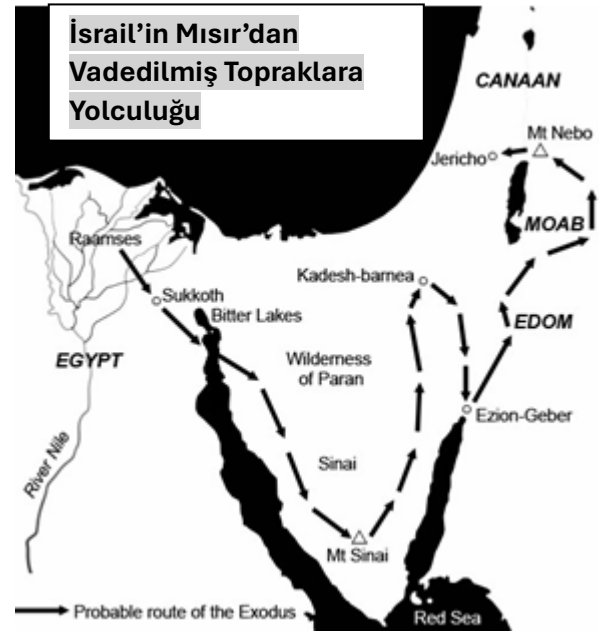 İsrail’in Mısır’dan
Vadedilmiş Topraklara
Yolculuğu
CANAAN
Mt Nebo
Jericho
MOAB
Raamses
Kadesh-barnea
Sukkoth
Bitter Lakes
EDOM
EGYPT
Wilderness
of Paran
Ezion-Geber
River Nile
Sinai
Mt Sinai
Probable route of the Exodus
Red Sea